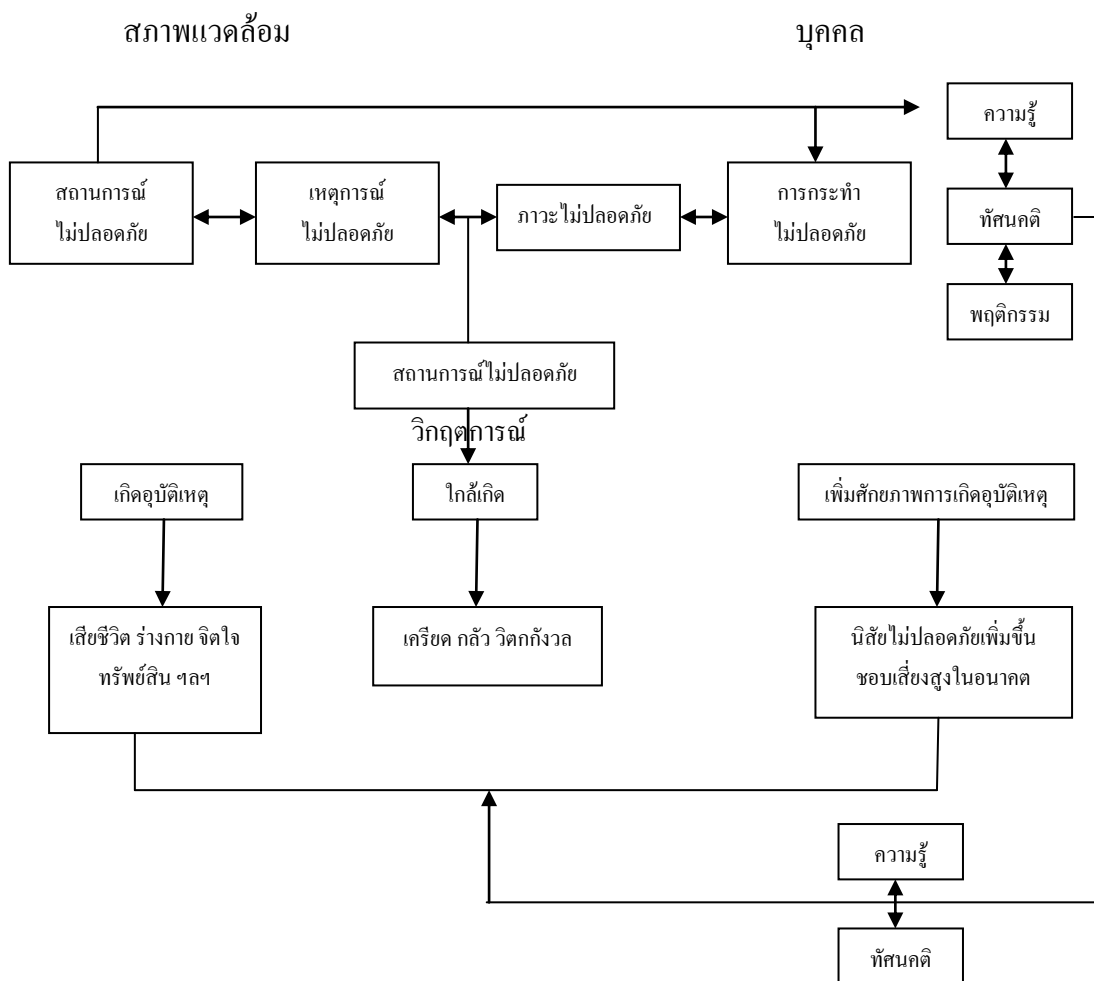 สภาพแวดล้อม
บุคคล
ความรู้
สถานการณ์
ไม่ปลอดภัย
เหตุการณ์
ไม่ปลอดภัย
ภาวะไม่ปลอดภัย
การกระทำ
ไม่ปลอดภัย
ทัศนคติ
พฤติกรรม
สถานการณ์ไม่ปลอดภัย
วิกฤตการณ์
เกิดอุบัติเหตุ
ใกล้เกิด
เพิ่มศักยภาพการเกิดอุบัติเหตุ
เสียชีวิต ร่างกาย จิตใจ
ทรัพย์สิน ฯลฯ
เครียด กลัว วิตกกังวล
นิสัยไม่ปลอดภัยเพิ่มขึ้น
ชอบเสี่ยงสูงในอนาคต
ความรู้
ทัศนคติ